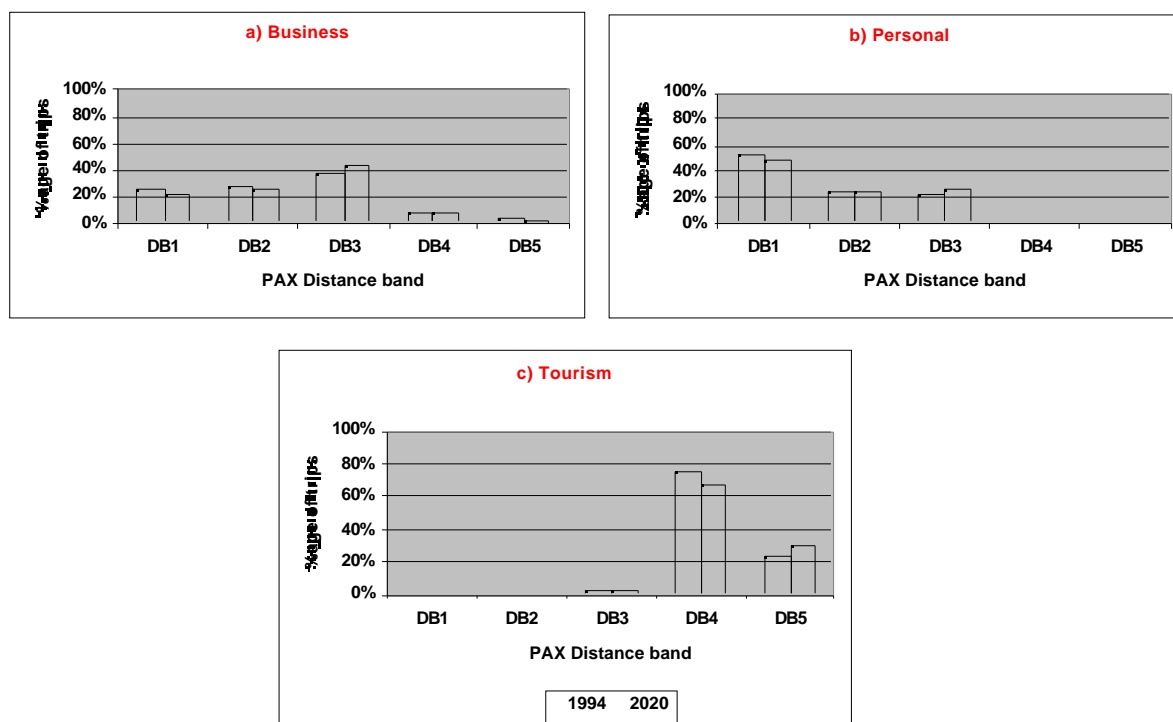 a) Business
100%
80%
60%
40%
20%
0%
DB1 DB2 DB3 DB4 DB5
PAX Distance band
b) Personal
100%
80%
60%
40%
20%
0%
DB1 DB2 DB3 DB4 DB5
PAX Distance band
c) Tourism
100%
80%
60%
40%
20%
0%
DB1 DB2 DB3 DB4 DB5
PAX Distance band
1994 2020